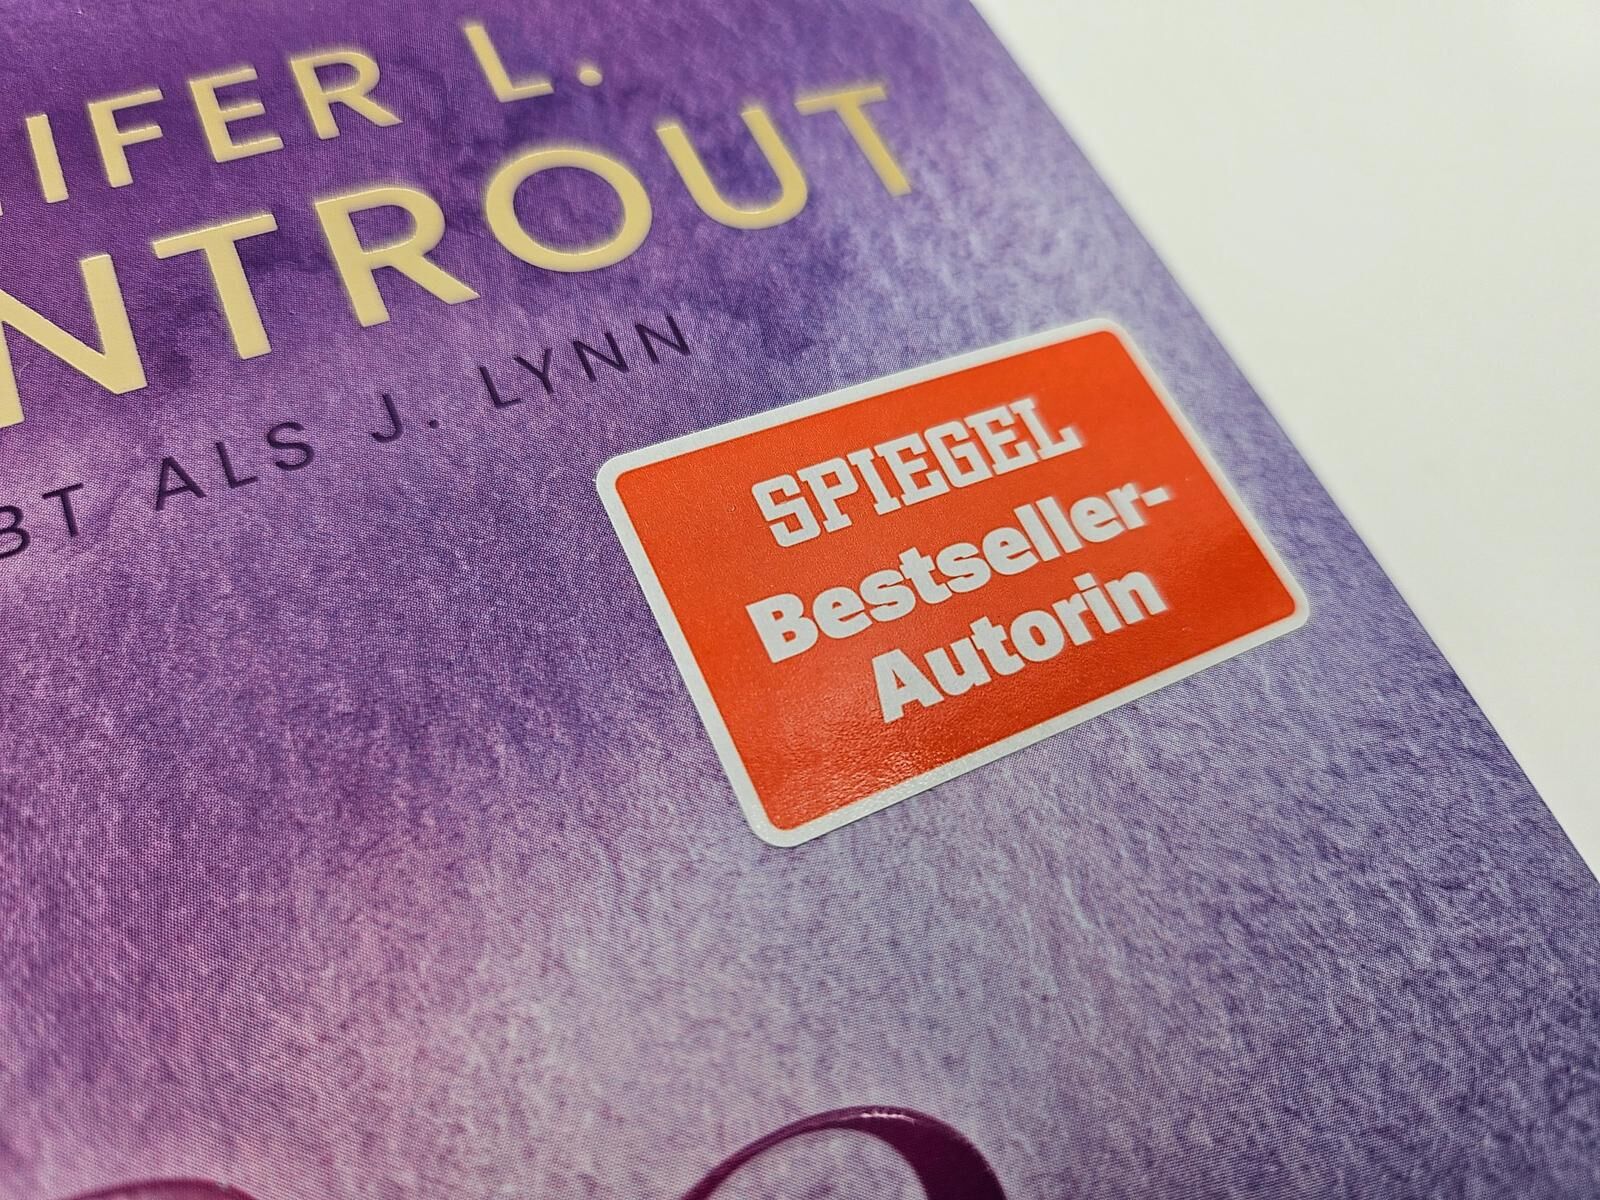 IFER L.
NTROUT
BT ALS J. LYNN
SPIEGEL
Bestseller-
Autorin